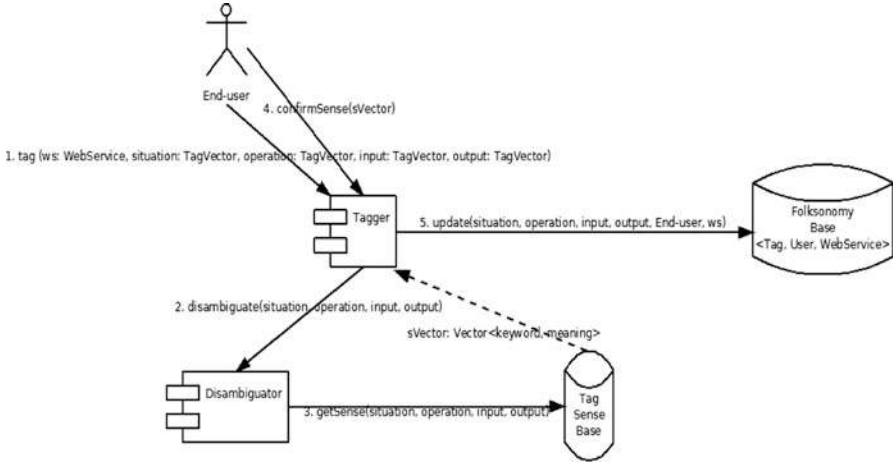 End-user
4. confirmSense(sVector)
1. tag (ws: WebService, situation: TagVector, operation: TagVector, input: TagVector, output: TagVector)
Tagger
5. update(situation, operation, input, output, End-user, ws)
Folksonomy
Base
<Tag, User, WebService>
2. disambiguate(situation, operation, input, output)
sVector: Vector<keyword, meaning>
Disambiguator
3. getSense(situation, operation, input, output)
Tag
Sense
Base